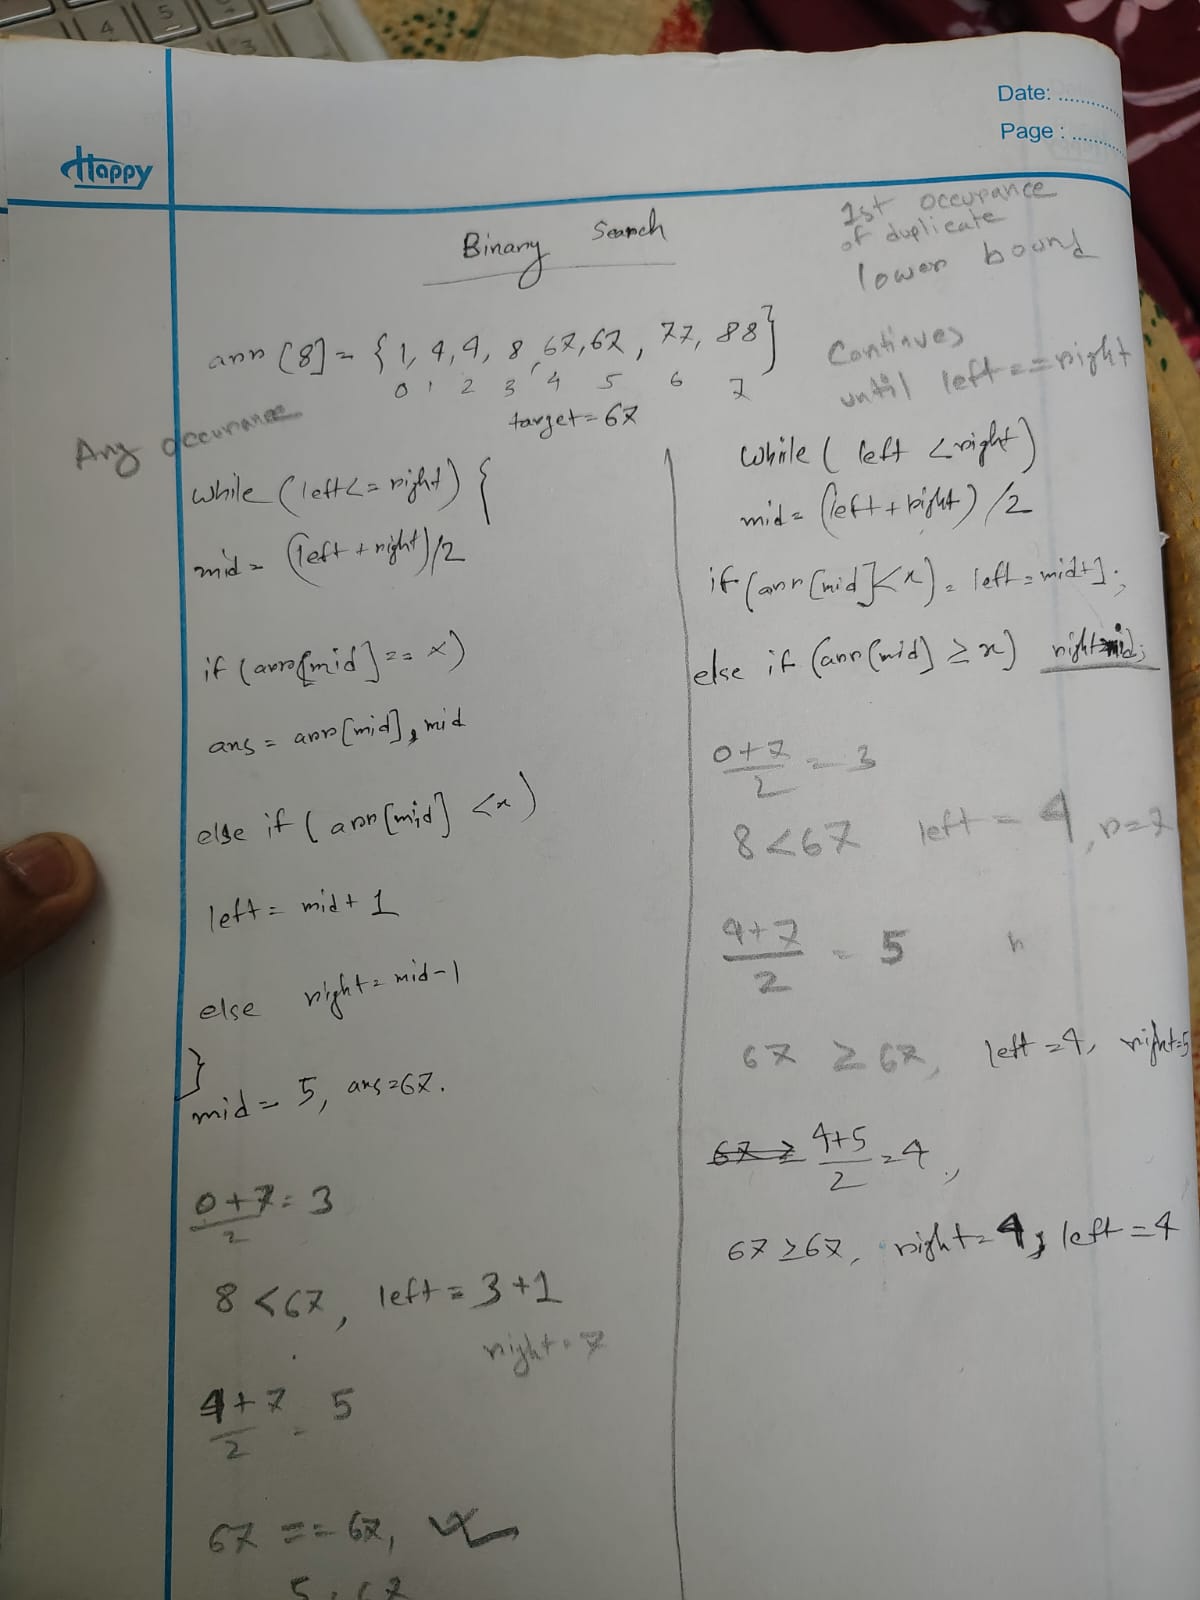 Date: ..........
Page : ..........
Happy
Binary Search
1st occurance
of duplicate
lower bound
arr [8] = { 1, 4, 4, 8, 67, 67, 77, 88 }
0 1 2 3 4 5 6 7
target = 67
Continues
until left == right
Any occurance
while (left <= right) {
mid = (left + right)/2
if (arr[mid] == x)
ans = arr[mid], mid
else if (arr[mid] < x)
left = mid + 1
else right = mid - 1
}
mid = 5, ans = 67.
0 + 7 = 3
2
8 < 67, left = 3 + 1
right = 7
4 + 7 = 5
2
67 == 67,
while ( left < right )
mid = (left + right) / 2
if (arr[mid] < x) = left = mid + 1;
else if (arr[mid] ≥ x) right = mid;
0 + 7 = 3
2
8 < 67 left = 4, r = 7
4 + 7 = 5
2
67 ≥ 67, left = 4, right = 5
67 ≥ 4+5 = 4,
2
67 ≥ 67, right = 4, left = 4